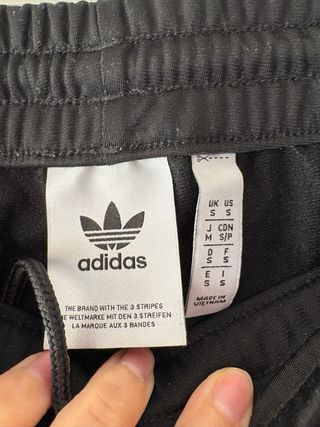 adidas
THE BRAND WITH THE 3 STRIPES
WELTMARKE MIT DEN 3 STREIFEN
LA MARQUE AUX 3 BANDES
UK US
S S
J CDN
M S/P
D F
S S
E I
S S
MADE IN
VIETNAM